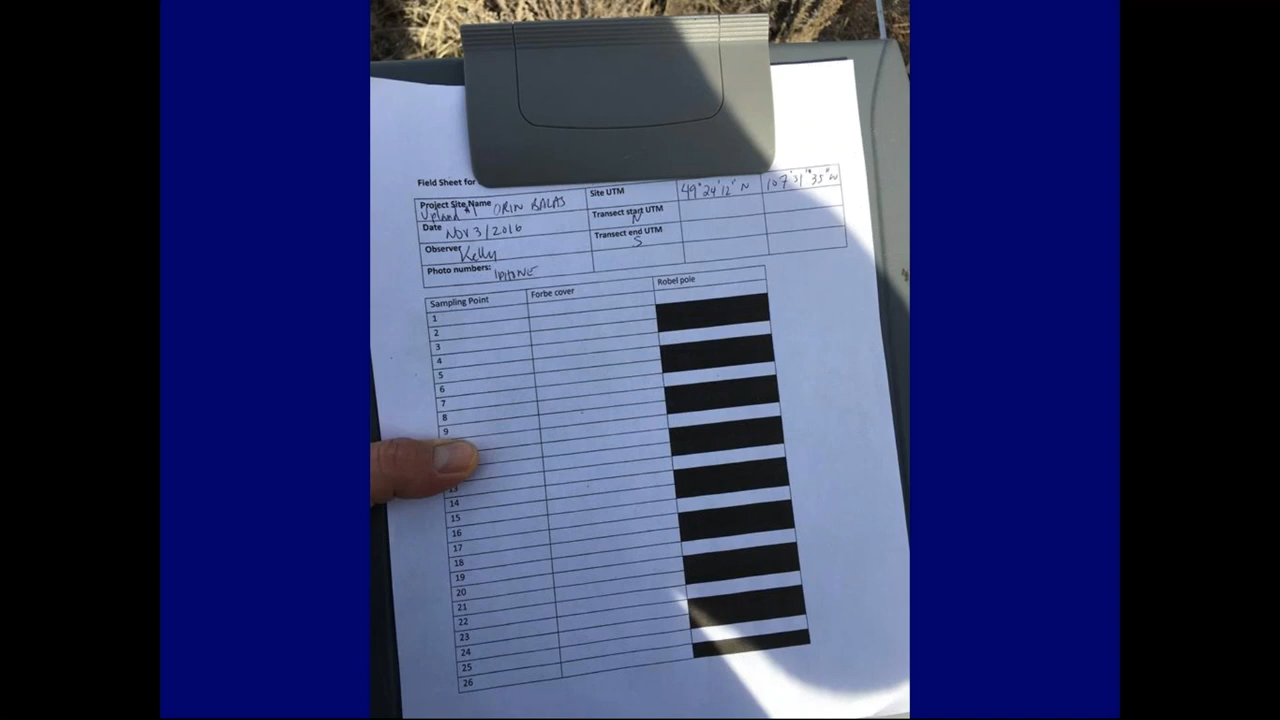 Field Sheet for
Project Site Name Upland #1 ORIN BALAS
Site UTM 49°24'12" N 107°51'35" W
Date Nov 3/2016
Transect start UTM N
Observer Kelly
Transect end UTM S
Photo numbers: IPHONE
Sampling Point Forbe cover Robel pole
1
2
3
4
5
6
7
8
9
13
14
15
16
17
18
19
20
21
22
23
24
25
26